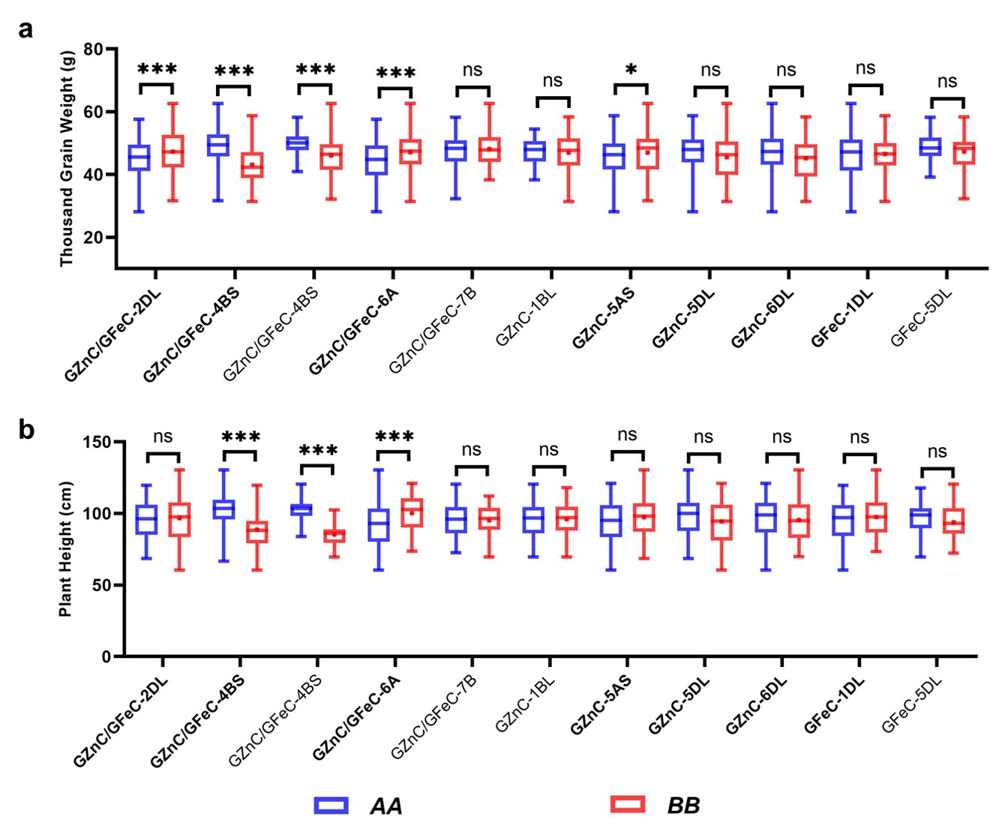 a
Thousand Grain Weight (g)
80
60
40
20
*** *** *** *** ns ns * ns ns ns ns
GZnC/GFeC-2DL
GZnC/GFeC-4BS
GZnC/GFeC-4BS
GZnC/GFeC-6A
GZnC/GFeC-7B
GZnC-1BL
GZnC-5AS
GZnC-5DL
GZnC-6DL
GFeC-1DL
GFeC-5DL
b
Plant Height (cm)
150
100
50
0
ns *** *** *** ns ns ns ns ns ns ns
GZnC/GFeC-2DL
GZnC/GFeC-4BS
GZnC/GFeC-4BS
GZnC/GFeC-6A
GZnC/GFeC-7B
GZnC-1BL
GZnC-5AS
GZnC-5DL
GZnC-6DL
GFeC-1DL
GFeC-5DL
AA BB